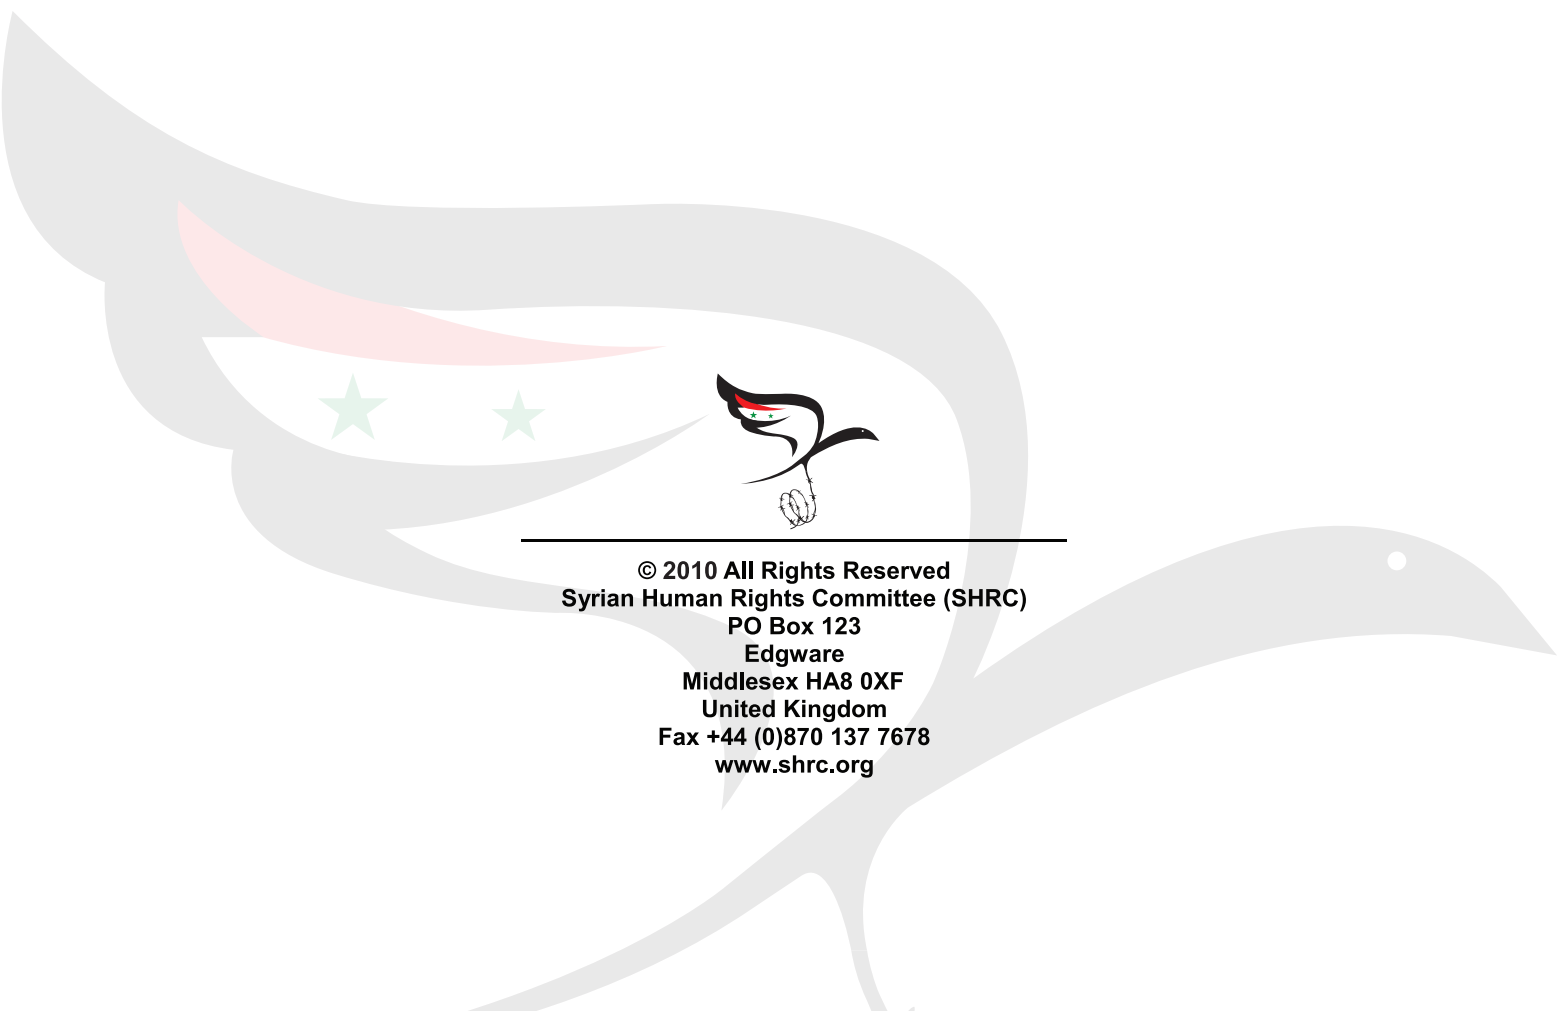 © 2010 All Rights Reserved
Syrian Human Rights Committee (SHRC)
PO Box 123
Edgware
Middlesex HA8 0XF
United Kingdom
Fax +44 (0)870 137 7678
www.shrc.org